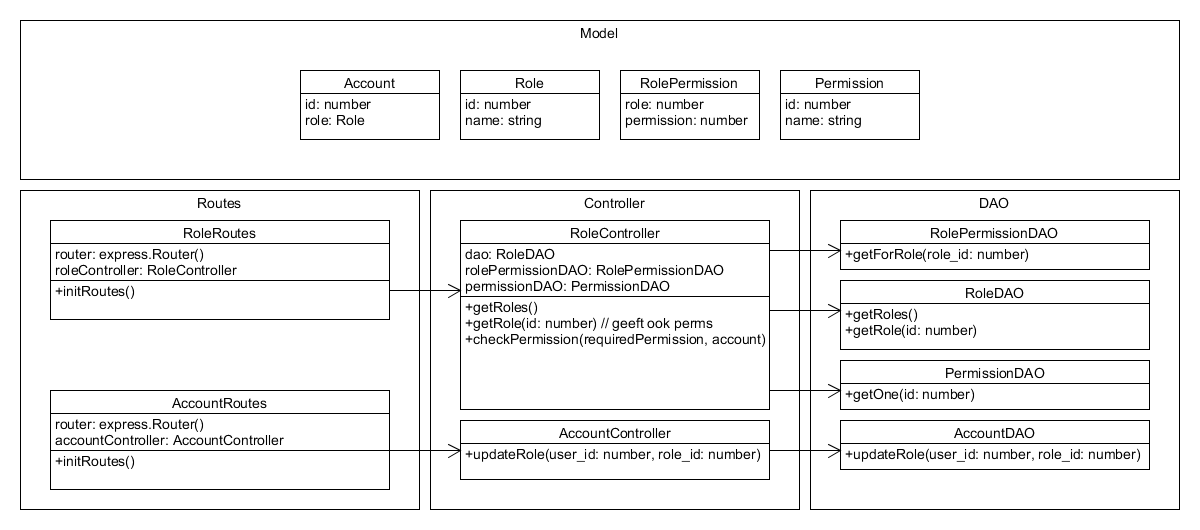 Model
Account
id: number
role: Role
Role
id: number
name: string
RolePermission
role: number
permission: number
Permission
id: number
name: string
Routes
RoleRoutes
router: express.Router()
roleController: RoleController
+initRoutes()
AccountRoutes
router: express.Router()
accountController: AccountController
+initRoutes()
Controller
RoleController
dao: RoleDAO
rolePermissionDAO: RolePermissionDAO
permissionDAO: PermissionDAO
+getRoles()
+getRole(id: number) // geeft ook perms
+checkPermission(requiredPermission, account)
AccountController
+updateRole(user_id: number, role_id: number)
DAO
RolePermissionDAO
+getForRole(role_id: number)
RoleDAO
+getRoles()
+getRole(id: number)
PermissionDAO
+getOne(id: number)
AccountDAO
+updateRole(user_id: number, role_id: number)